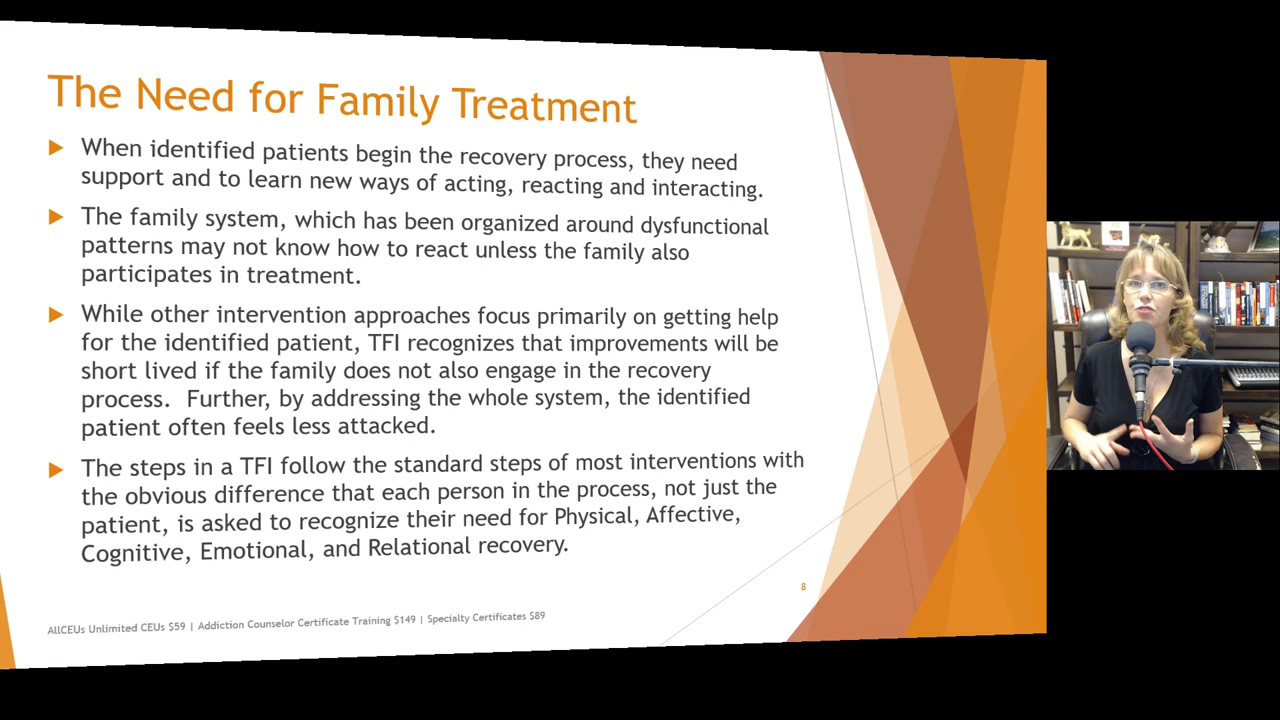 The Need for Family Treatment
When identified patients begin the recovery process, they need
support and to learn new ways of acting, reacting and interacting.
The family system, which has been organized around dysfunctional
patterns may not know how to react unless the family also
participates in treatment.
While other intervention approaches focus primarily on getting help
for the identified patient, TFI recognizes that improvements will be
short lived if the family does not also engage in the recovery
process.  Further, by addressing the whole system, the identified
patient often feels less attacked.
The steps in a TFI follow the standard steps of most interventions with
the obvious difference that each person in the process, not just the
patient, is asked to recognize their need for Physical, Affective,
Cognitive, Emotional, and Relational recovery.
8
AllCEUs Unlimited CEUs $59 | Addiction Counselor Certificate Training $149 | Specialty Certificates $89